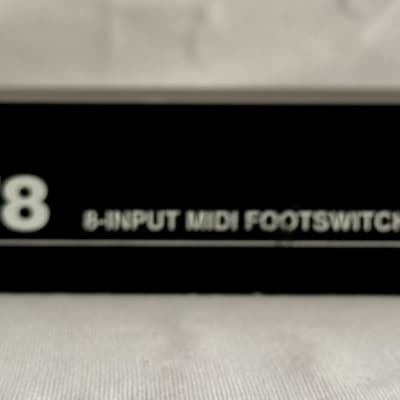 8 8-INPUT MIDI FOOTSWITCH